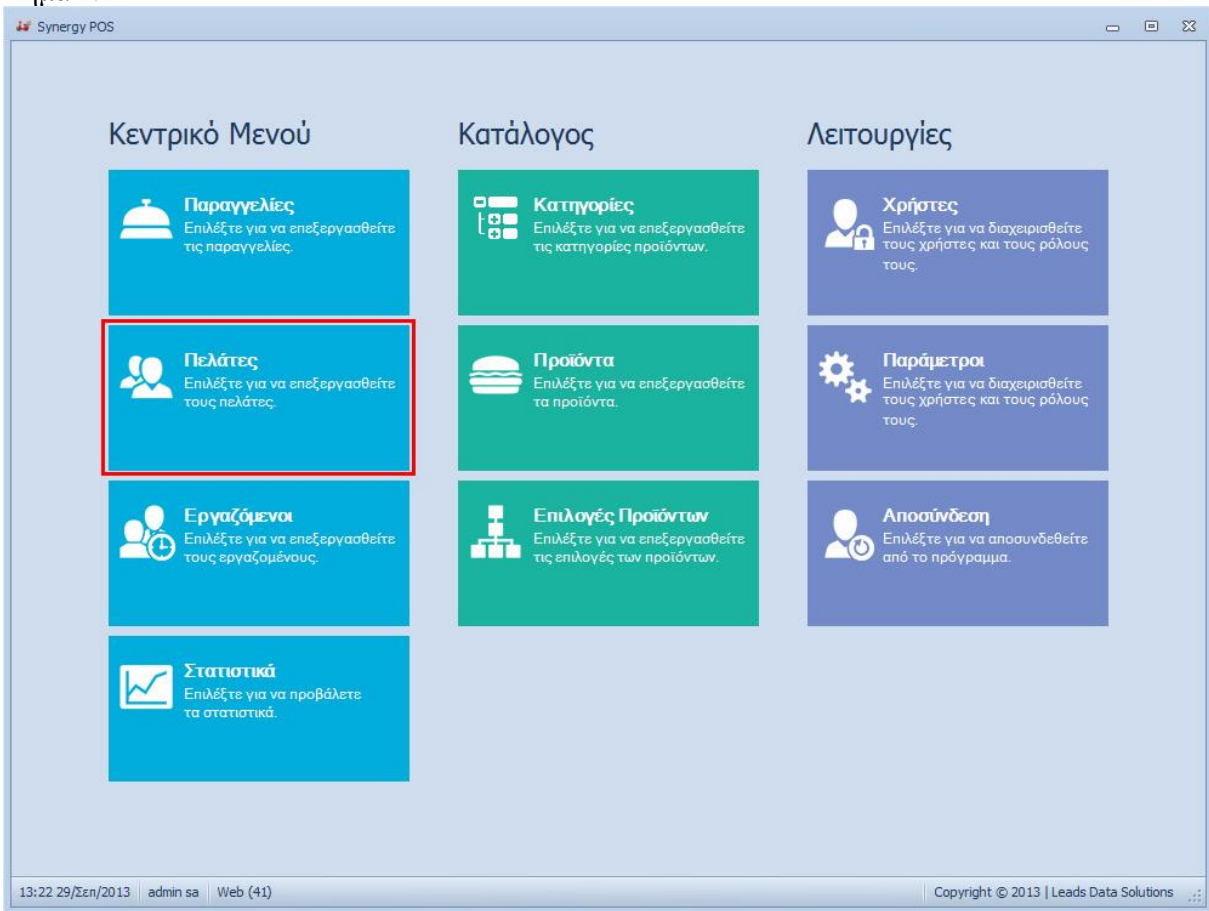 Synergy POS
Κεντρικό Μενού
Παραγγελίες
Επιλέξτε για να επεξεργασθείτε
τις παραγγελίες.
Πελάτες
Επιλέξτε για να επεξεργασθείτε
τους πελάτες.
Εργαζόμενοι
Επιλέξτε για να επεξεργασθείτε
τους εργαζομένους.
Στατιστικά
Επιλέξτε για να προβάλετε
τα στατιστικά.
Κατάλογος
Κατηγορίες
Επιλέξτε για να επεξεργασθείτε
τις κατηγορίες προϊόντων.
Προϊόντα
Επιλέξτε για να επεξεργασθείτε
τα προϊόντα.
Επιλογές Προϊόντων
Επιλέξτε για να επεξεργασθείτε
τις επιλογές των προϊόντων.
Λειτουργίες
Χρήστες
Επιλέξτε για να διαχειρισθείτε
τους χρήστες και τους ρόλους
τους.
Παράμετροι
Επιλέξτε για να διαχειρισθείτε
τους χρήστες και τους ρόλους
τους.
Αποσύνδεση
Επιλέξτε για να αποσυνδεθείτε
από το πρόγραμμα.
13:22 29/Σεπ/2013 admin sa Web (41) Copyright © 2013 | Leads Data Solutions